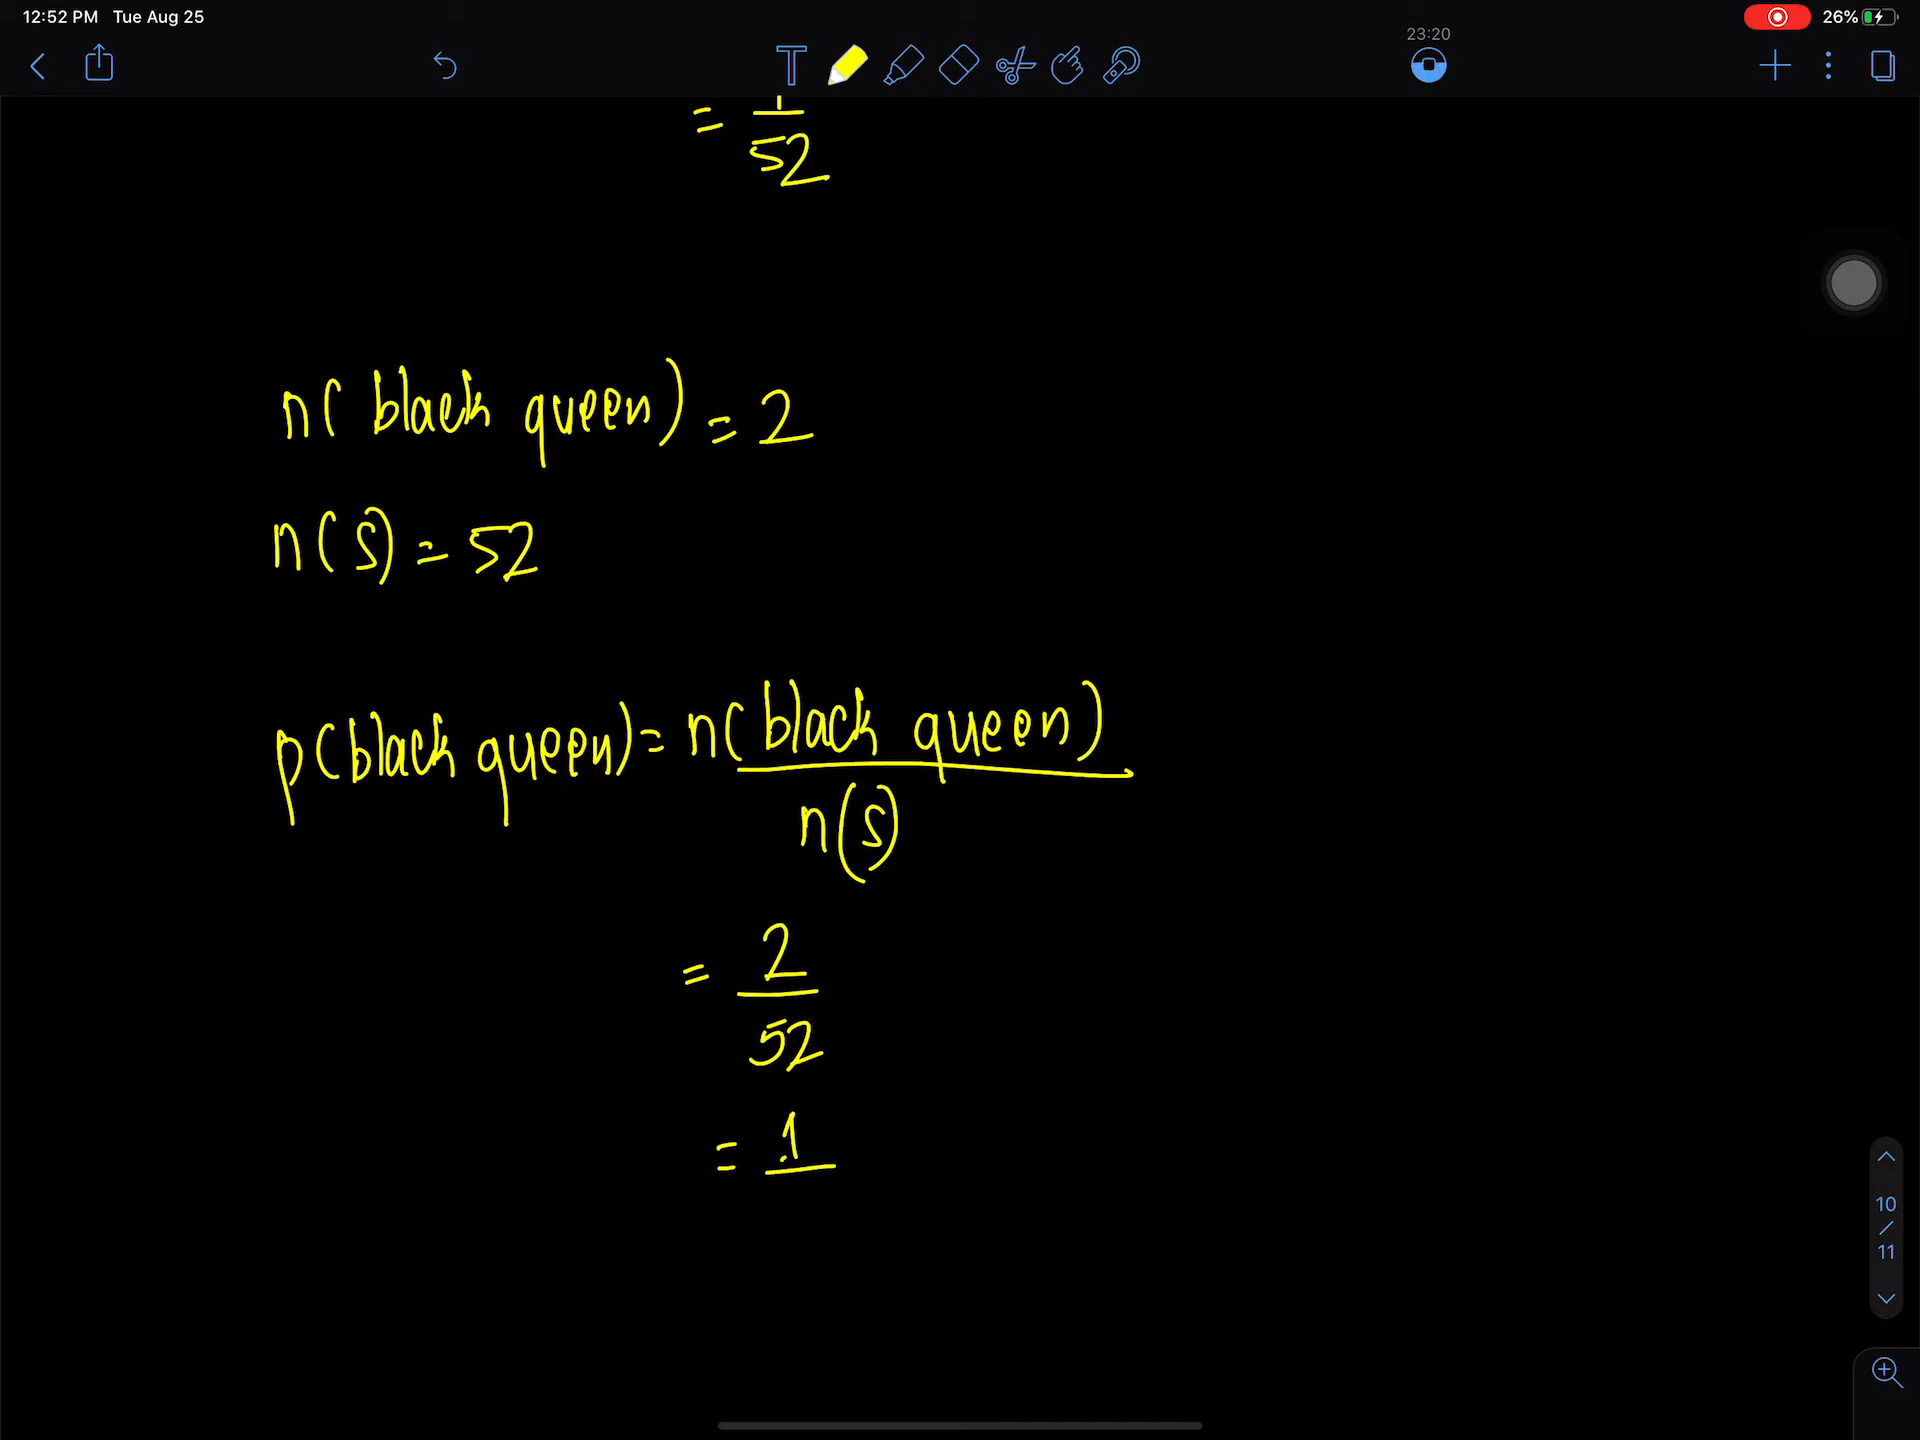 12:52 PM Tue Aug 25
26%
23:20
T
= 1
52
n( black queen) = 2
n(s) = 52
p(black queen) = n(black queen)
n(s)
= 2
52
= 1
10
/
11